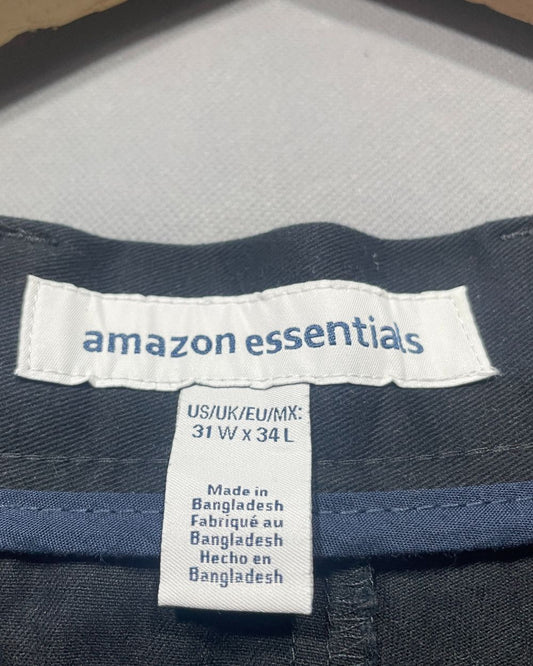 amazon essentials
US/UK/EU/MX:
31 W x 34 L
Made in
Bangladesh
Fabriqué au
Bangladesh
Hecho en
Bangladesh